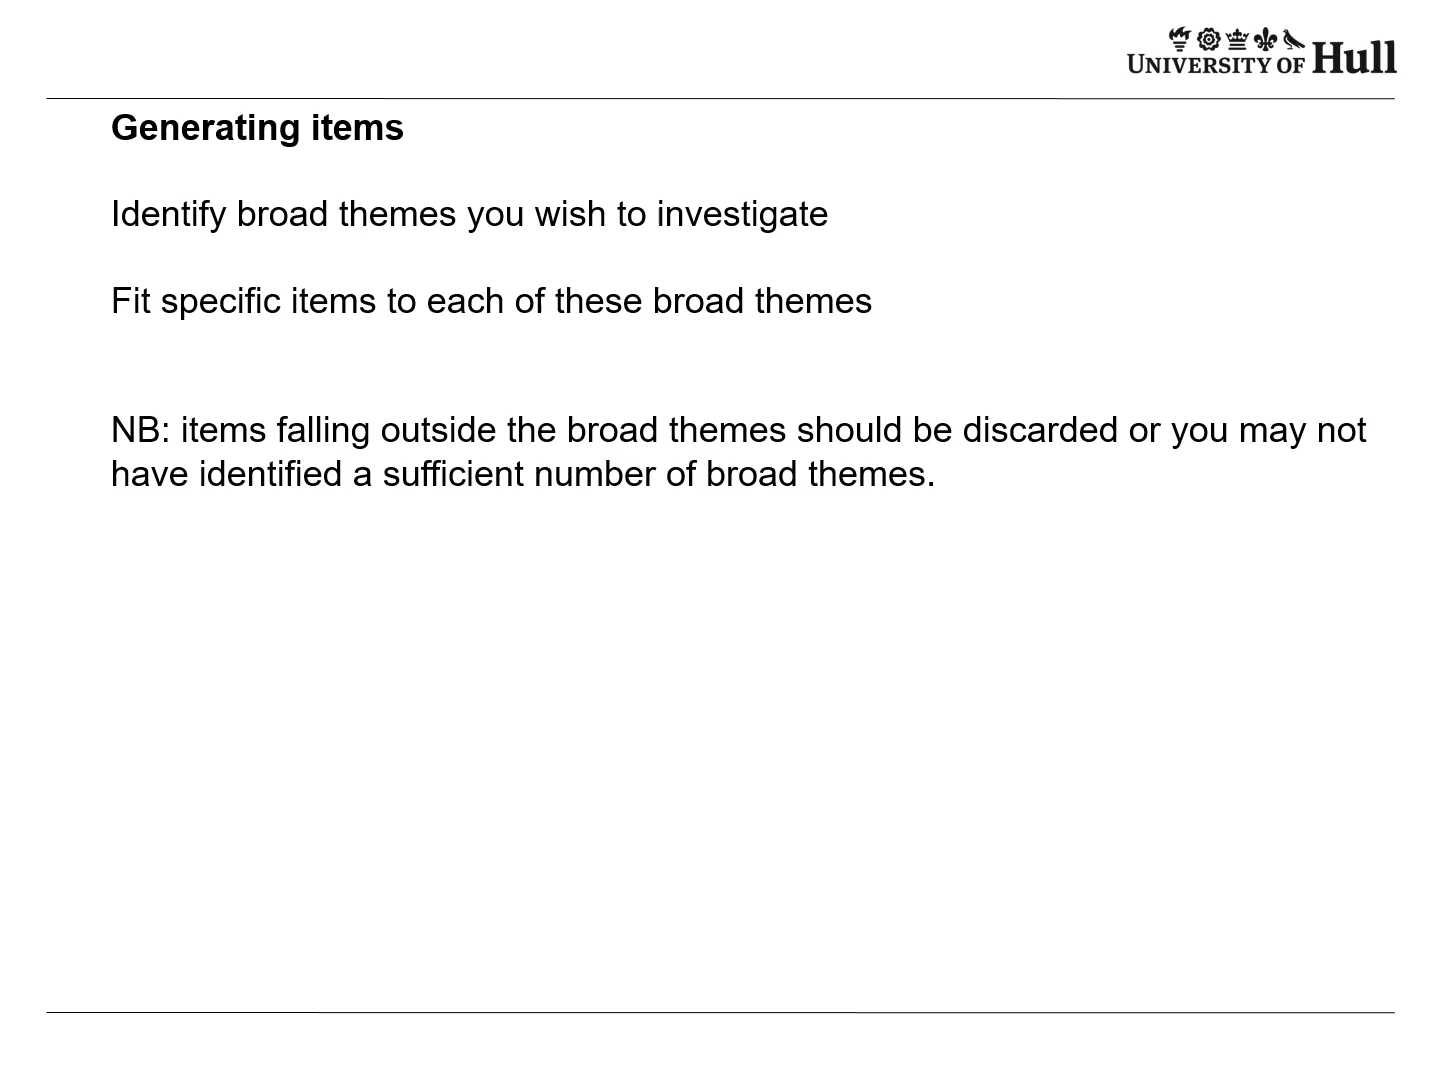 UNIVERSITY OF Hull
Generating items
Identify broad themes you wish to investigate
Fit specific items to each of these broad themes
NB: items falling outside the broad themes should be discarded or you may not
have identified a sufficient number of broad themes.